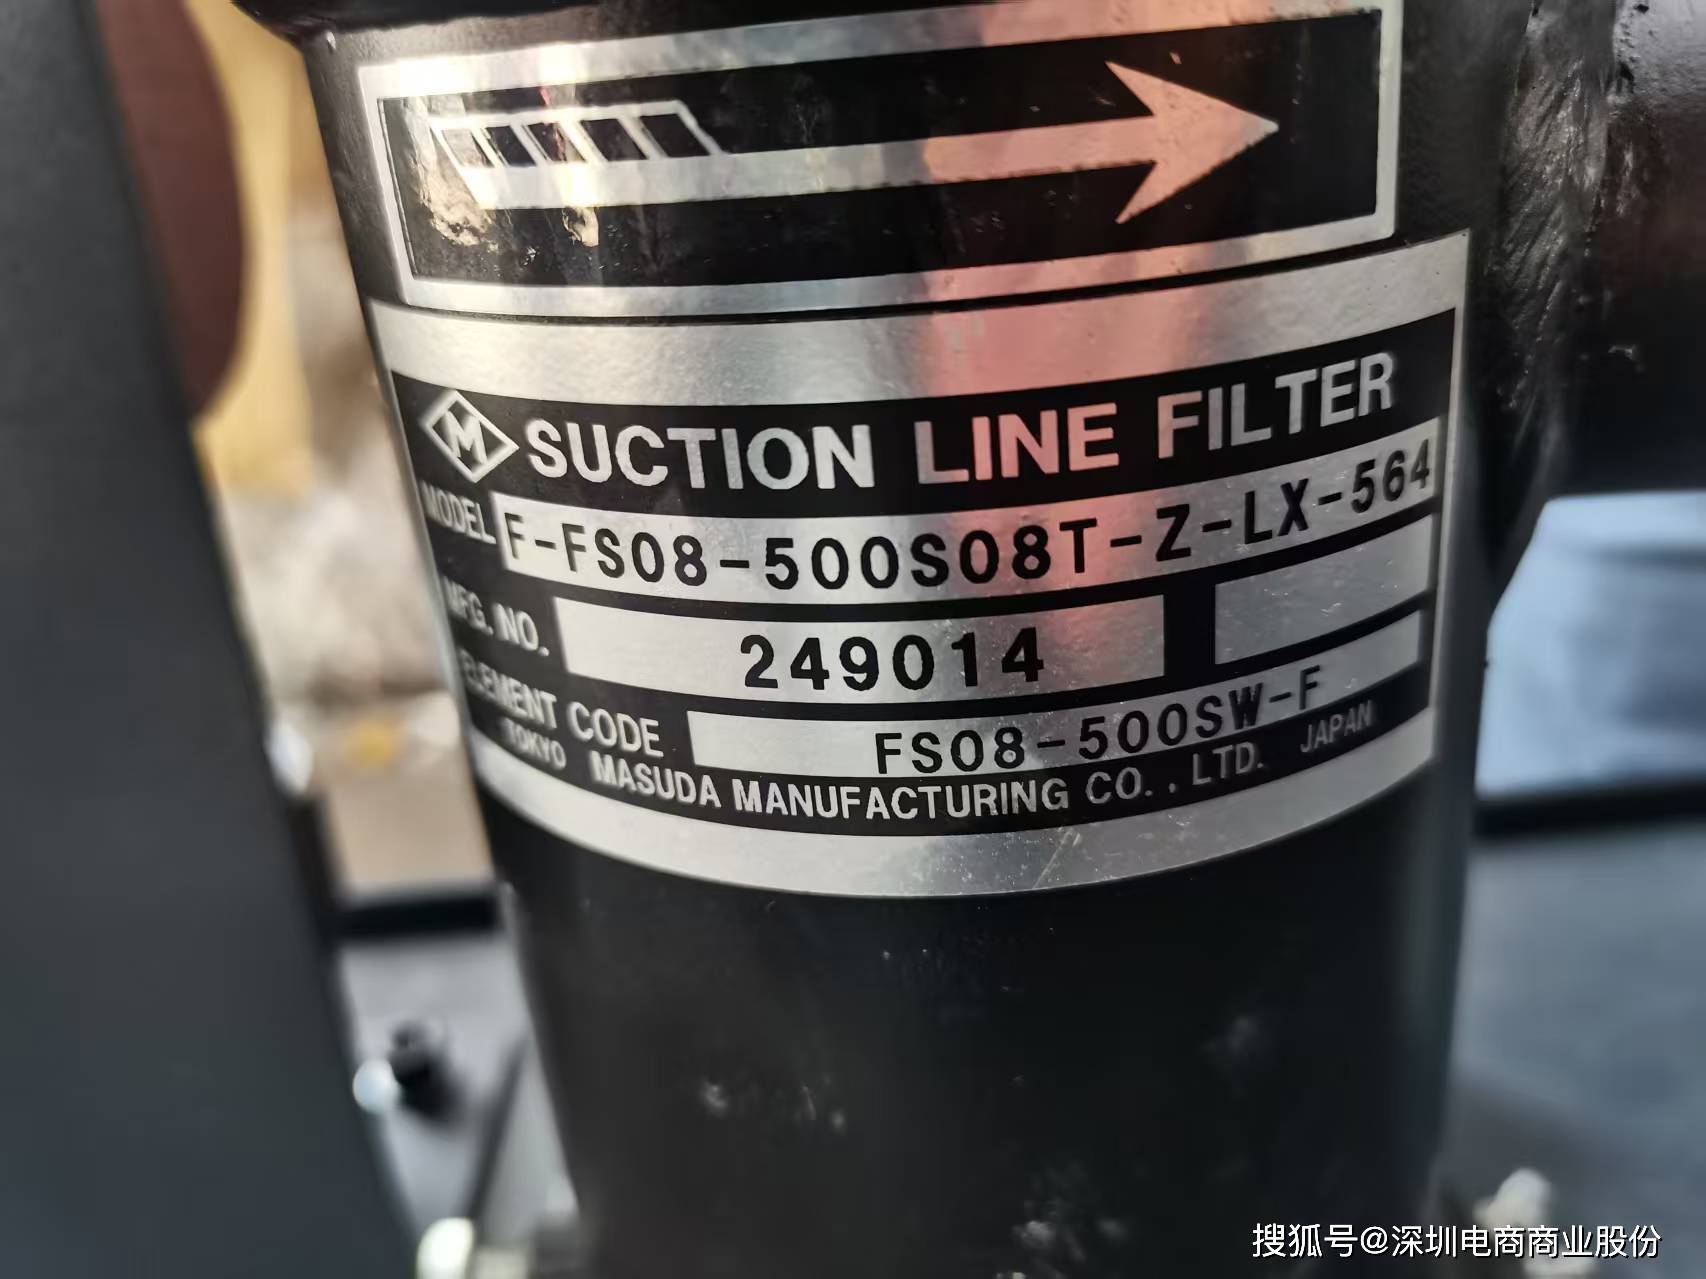 M SUCTION LINE FILTER
MODEL F-FS08-500S08T-Z-LX-564
MFG. NO. 249014
ELEMENT CODE FS08-500SW-F
TOKYO MASUDA MANUFACTURING CO., LTD. JAPAN
搜狐号@深圳电商商业股份